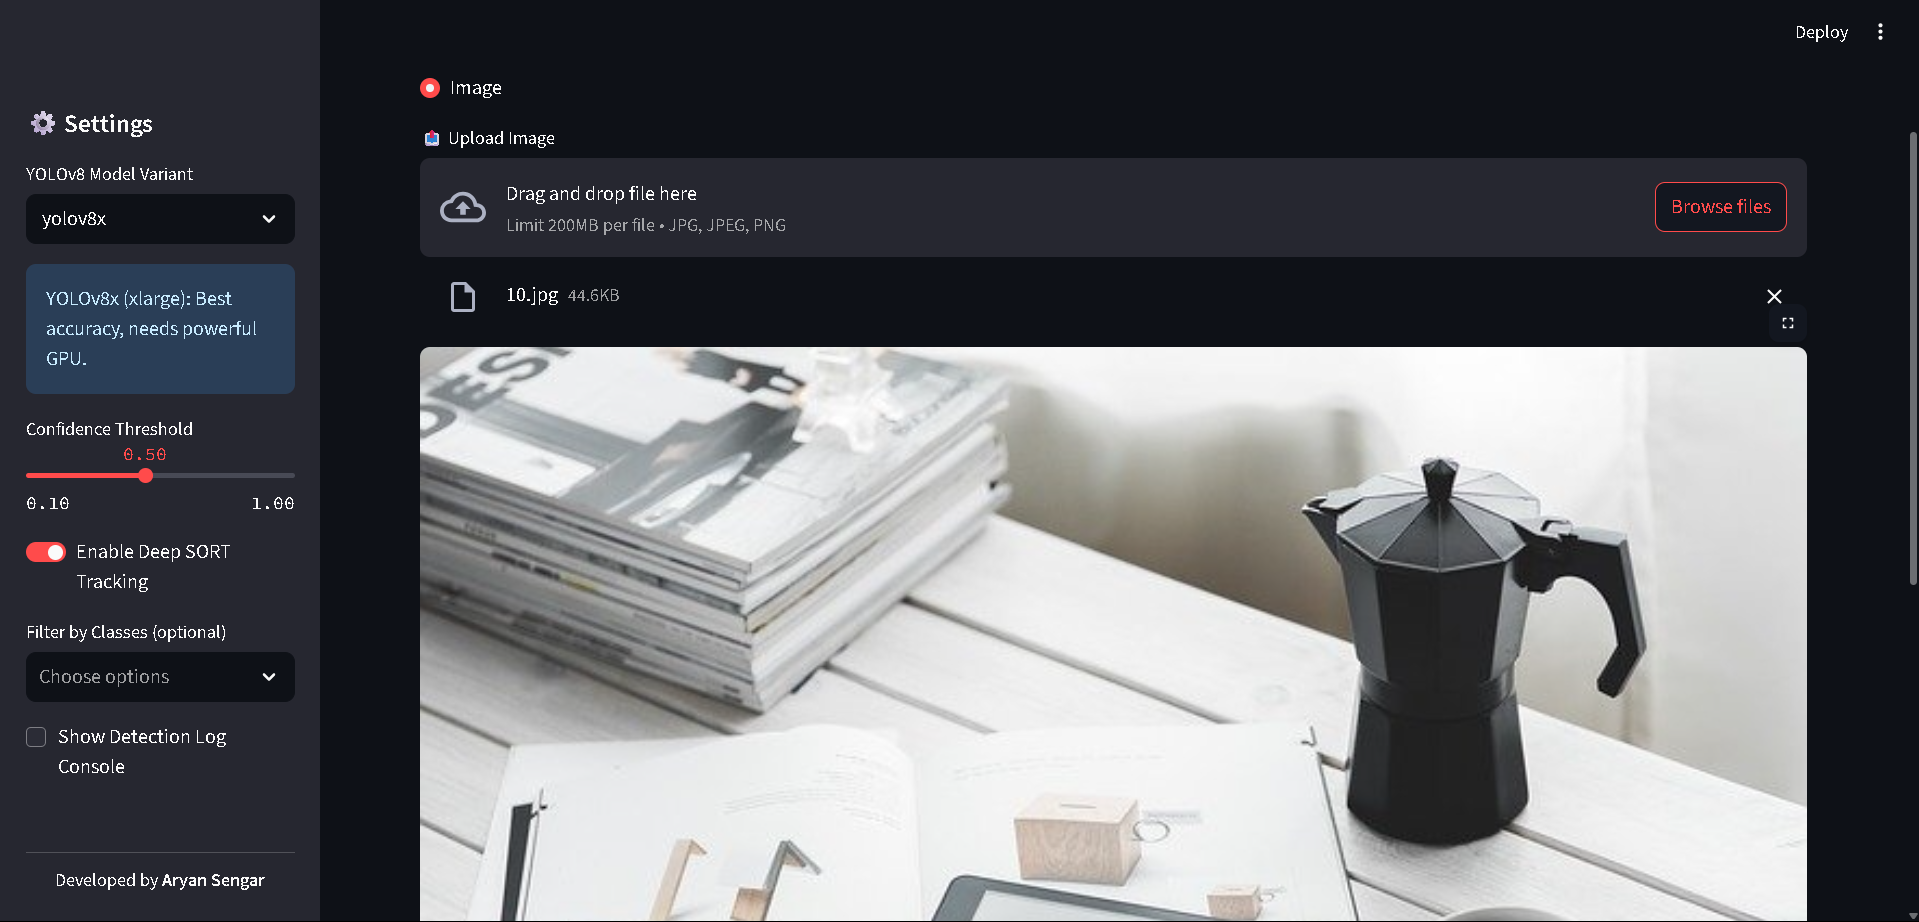 Deploy
Settings
YOLOv8 Model Variant
yolov8x
YOLOv8x (xlarge): Best
accuracy, needs powerful
GPU.
Confidence Threshold
0.50
0.10 1.00
Enable Deep SORT
Tracking
Filter by Classes (optional)
Choose options
Show Detection Log
Console
Developed by Aryan Sengar
Image
Upload Image
Drag and drop file here
Limit 200MB per file • JPG, JPEG, PNG
Browse files
10.jpg 44.6KB